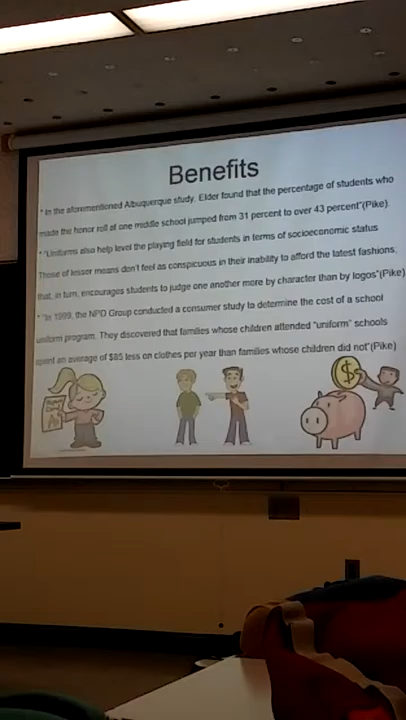 Benefits
" In the aforementioned Albuquerque study, Elder found that the percentage of students who
made the honor roll at one middle school jumped from 31 percent to over 43 percent"(Pike).
* "Uniforms also help level the playing field for students in terms of socioeconomic status
Those of lesser means don't feel as conspicuous in their inability to afford the latest fashions;
that, in turn, encourages students to judge one another more by character than by logos"(Pike)
* "In 1999, the NPD Group conducted a consumer study to determine the cost of a school
uniform program. They discovered that families whose children attended "uniform" schools
spent an average of $85 less on clothes per year than families whose children did not"(Pike)
$